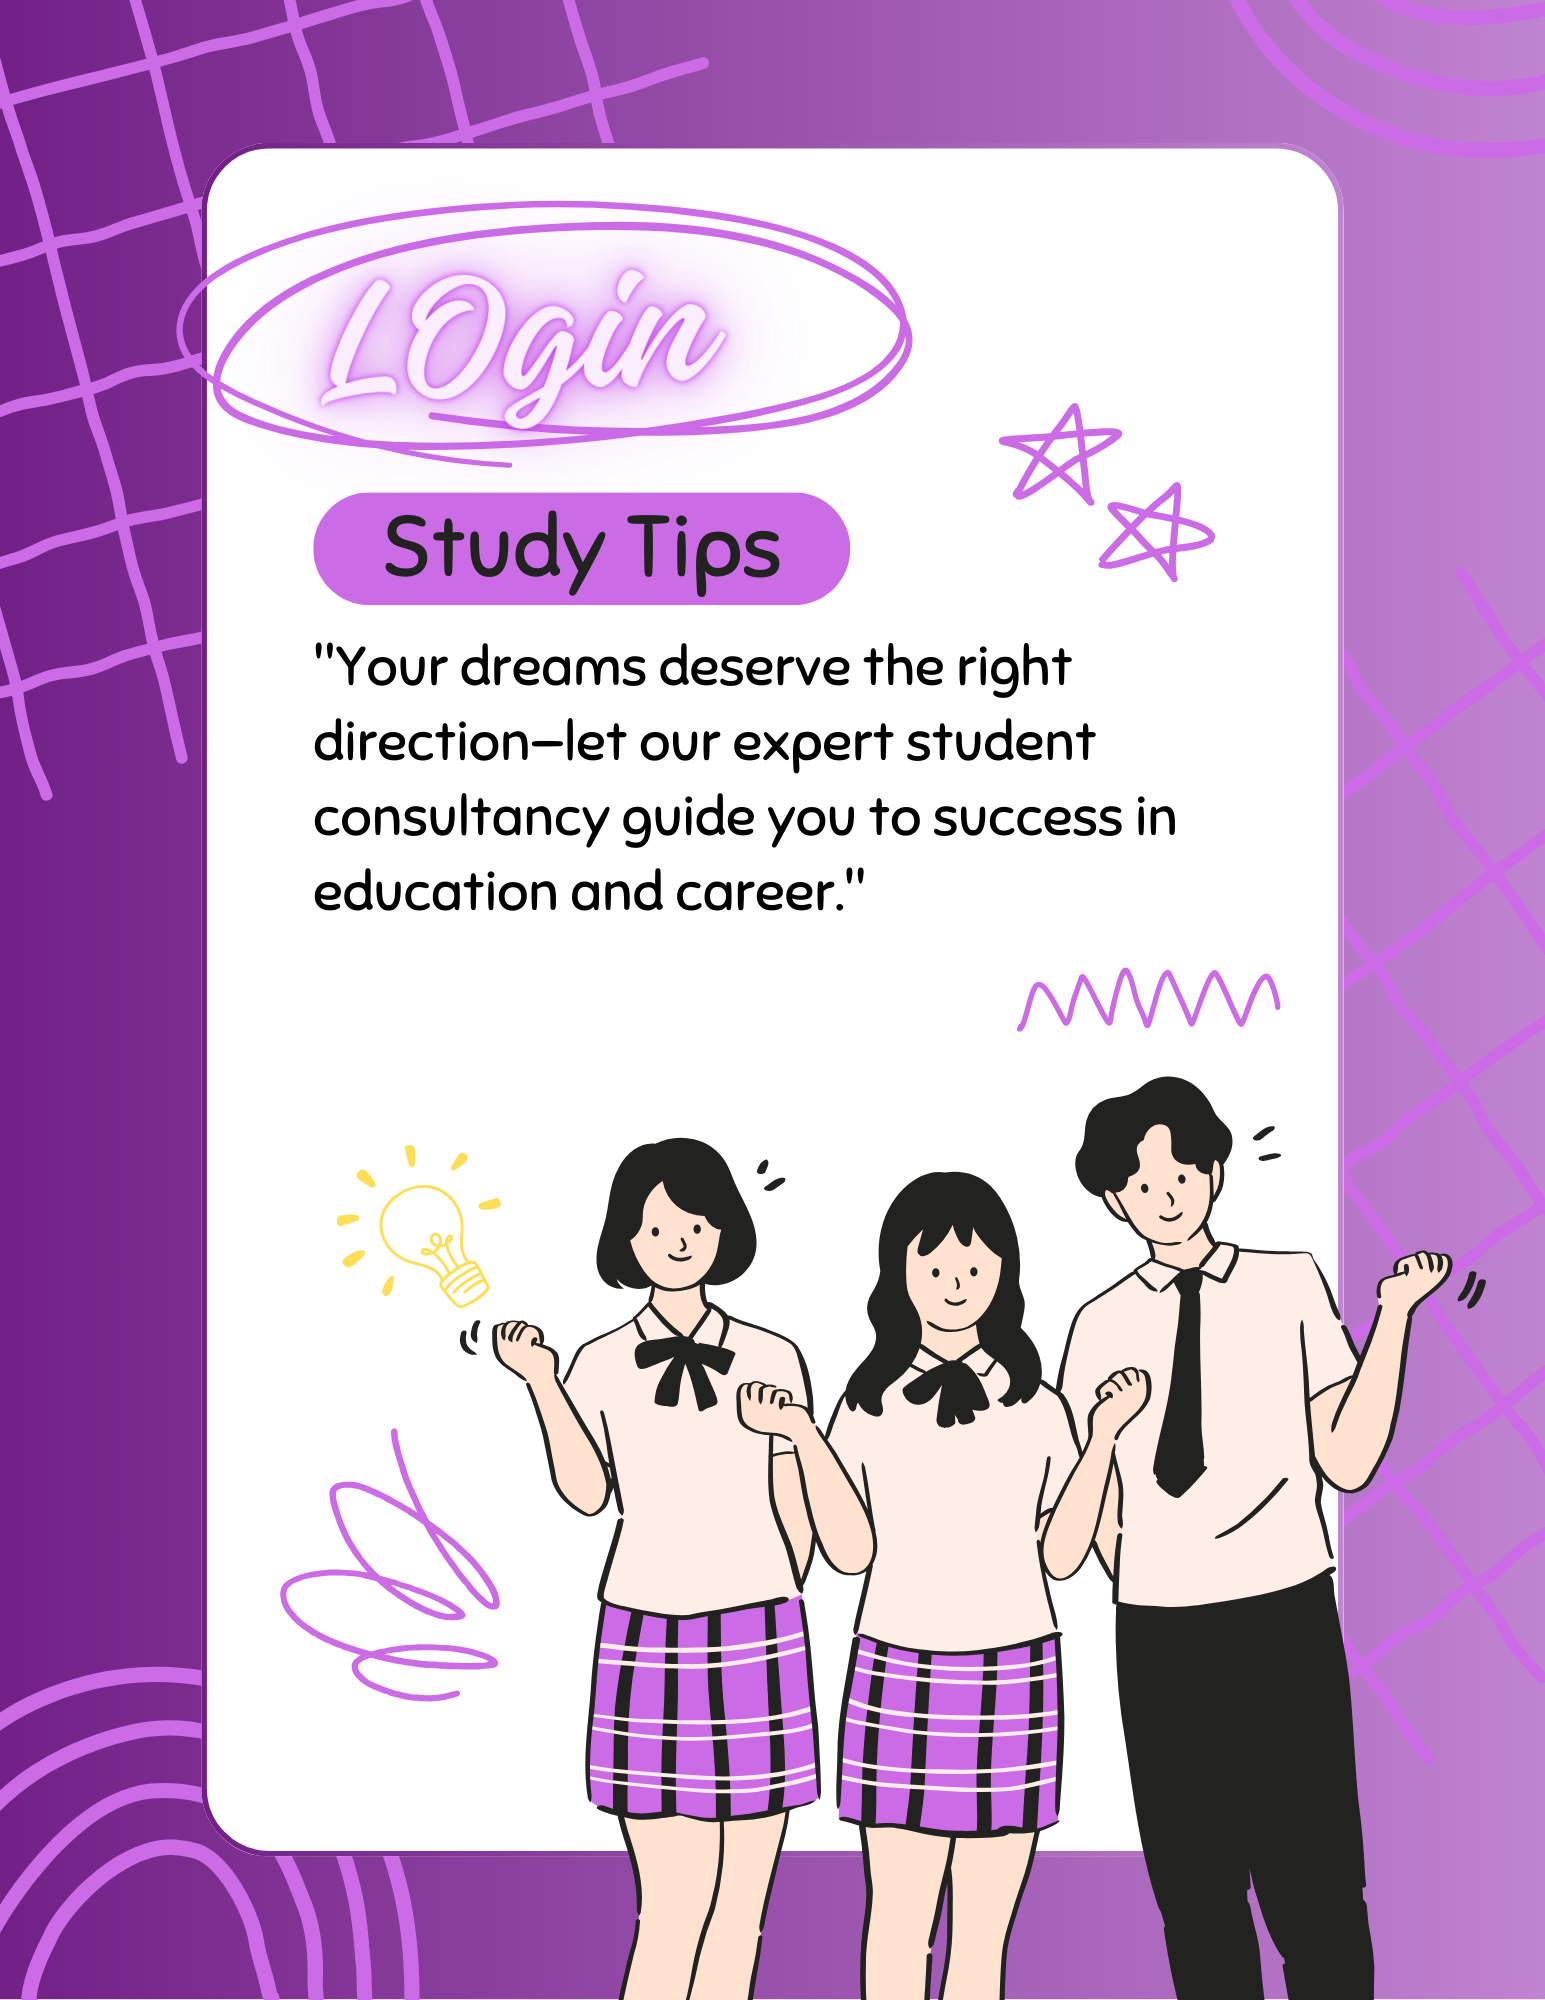 LOgin
Study Tips
"Your dreams deserve the right
direction—let our expert student
consultancy guide you to success in
education and career."